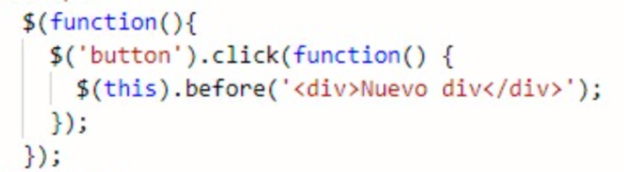 $(function(){
$('button').click(function() {
$(this).before('<div>Nuevo div</div>');
});
});